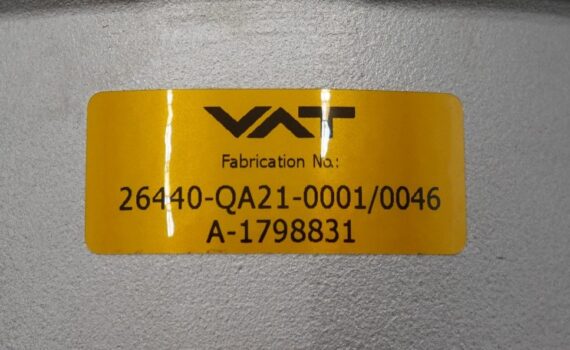 VAT
Fabrication No.:
26440-QA21-0001/0046
A-1798831